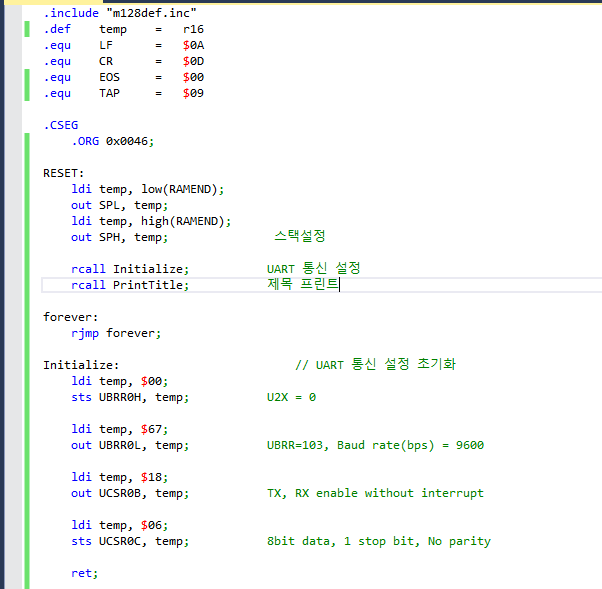 .include "m128def.inc"
.def    temp    =   r16
.equ    LF      =   $0A
.equ    CR      =   $0D
.equ    EOS     =   $00
.equ    TAP     =   $09
.CSEG
    .ORG 0x0046;
RESET:
    ldi temp, low(RAMEND);
    out SPL, temp;
    ldi temp, high(RAMEND);
    out SPH, temp;               스택설정
    rcall Initialize;           UART 통신 설정
    rcall PrintTitle;           제목 프린트
forever:
    rjmp forever;
Initialize:                         // UART 통신 설정 초기화
    ldi temp, $00;
    sts UBRR0H, temp;           U2X = 0
    ldi temp, $67;
    out UBRR0L, temp;           UBRR=103, Baud rate(bps) = 9600
    ldi temp, $18;
    out UCSR0B, temp;           TX, RX enable without interrupt
    ldi temp, $06;
    sts UCSR0C, temp;           8bit data, 1 stop bit, No parity
    ret;